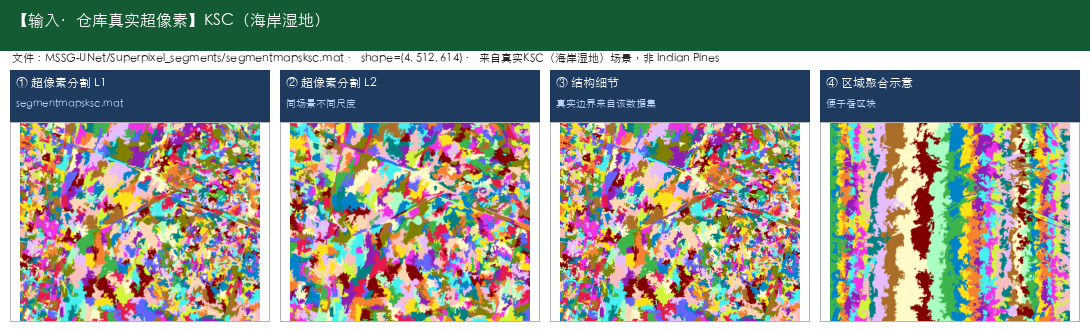 【输入· 仓库真实超像素】KSC（海岸湿地）
文件：MSSG-UNet/Superpixel_segments/segmentmapsksc.mat · shape=(4, 512, 614) · 来自真实KSC（海岸湿地）场景，非 Indian Pines
① 超像素分割 L1
segmentmapsksc.mat
② 超像素分割 L2
同场景不同尺度
③ 结构细节
真实边界来自该数据集
④ 区域聚合示意
便于看区块